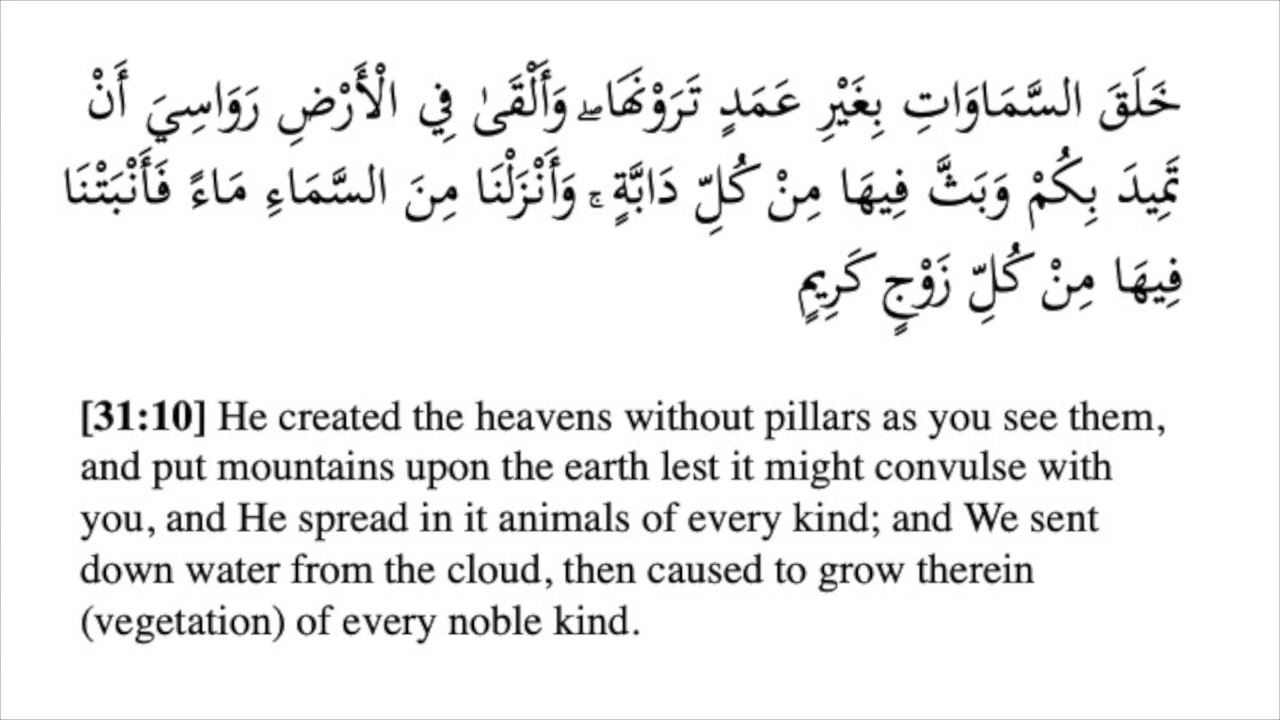 خَلَقَ السَّمَاوَاتِ بِغَيْرِ عَمَدٍ تَرَوْنَهَا ۖ وَأَلْقَىٰ فِي الْأَرْضِ رَوَاسِيَ أَنْ
تَمِيدَ بِكُمْ وَبَثَّ فِيهَا مِنْ كُلِّ دَابَّةٍ ۚ وَأَنْزَلْنَا مِنَ السَّمَاءِ مَاءً فَأَنْبَتْنَا
فِيهَا مِنْ كُلِّ زَوْجٍ كَرِيمٍ
[31:10] He created the heavens without pillars as you see them,
and put mountains upon the earth lest it might convulse with
you, and He spread in it animals of every kind; and We sent
down water from the cloud, then caused to grow therein
(vegetation) of every noble kind.